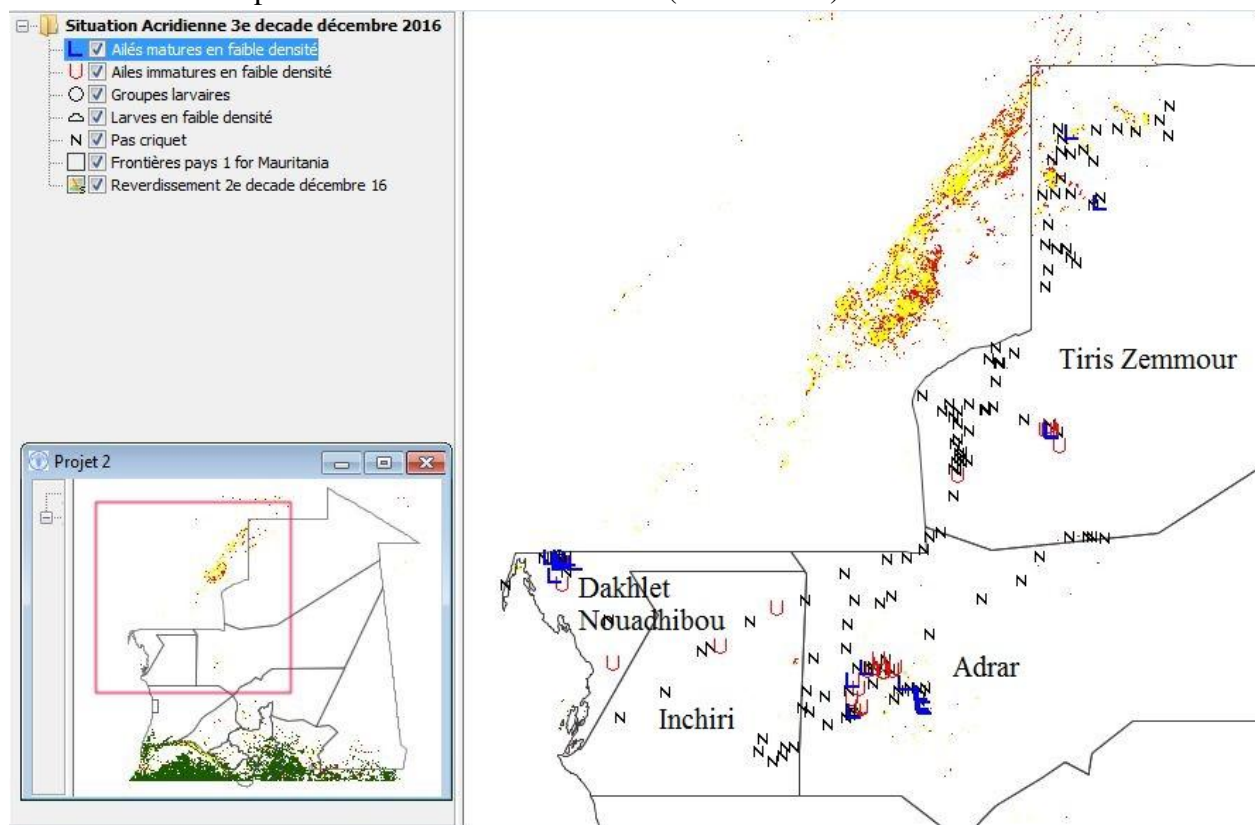 Situation Acridienne 3e decade décembre 2016
Ailés matures en faible densité
Ailes immatures en faible densité
Groupes larvaires
Larves en faible densité
N Pas criquet
Frontières pays 1 for Mauritania
Reverdissement 2e decade décembre 16
Projet 2
Tiris Zemmour
Dakhlet
Nouadhibou
Adrar
Inchiri